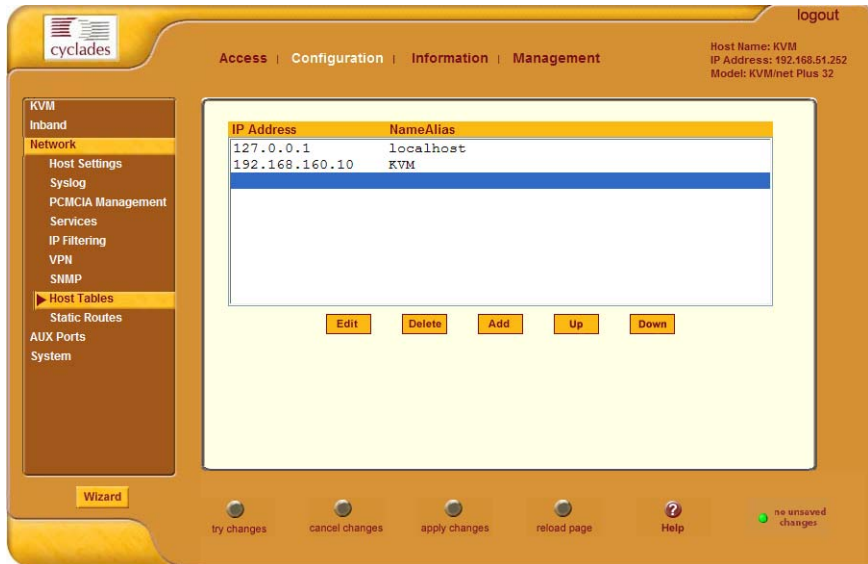 logout
cyclades
Access | Configuration | Information | Management
Host Name: KVM
IP Address: 192.168.51.252
Model: KVM/net Plus 32
KVM
Inband
Network
Host Settings
Syslog
PCMCIA Management
Services
IP Filtering
VPN
SNMP
Host Tables
Static Routes
AUX Ports
System
Wizard
IP Address NameAlias
127.0.0.1 localhost
192.168.160.10 KVM
Edit Delete Add Up Down
try changes cancel changes apply changes reload page Help
no unsaved
changes